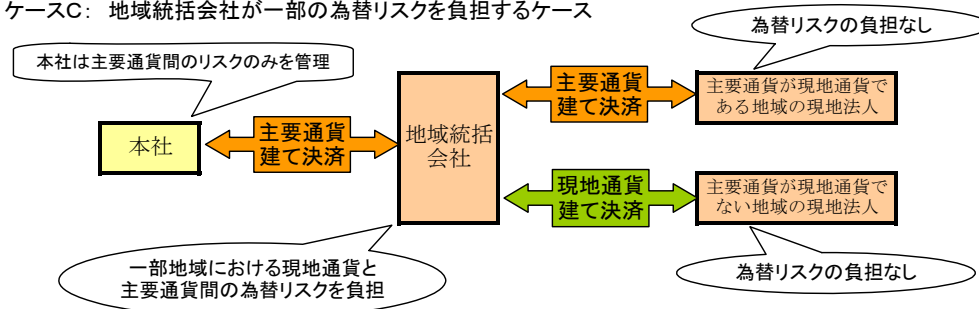 ケースC: 地域統括会社が一部の為替リスクを負担するケース
為替リスクの負担なし
本社は主要通貨間のリスクのみを管理
主要通貨
建て決済
主要通貨が現地通貨で
ある地域の現地法人
本社
主要通貨
建て決済
地域統括
会社
現地通貨
建て決済
主要通貨が現地通貨で
ない地域の現地法人
一部地域における現地通貨と
主要通貨間の為替リスクを負担
為替リスクの負担なし